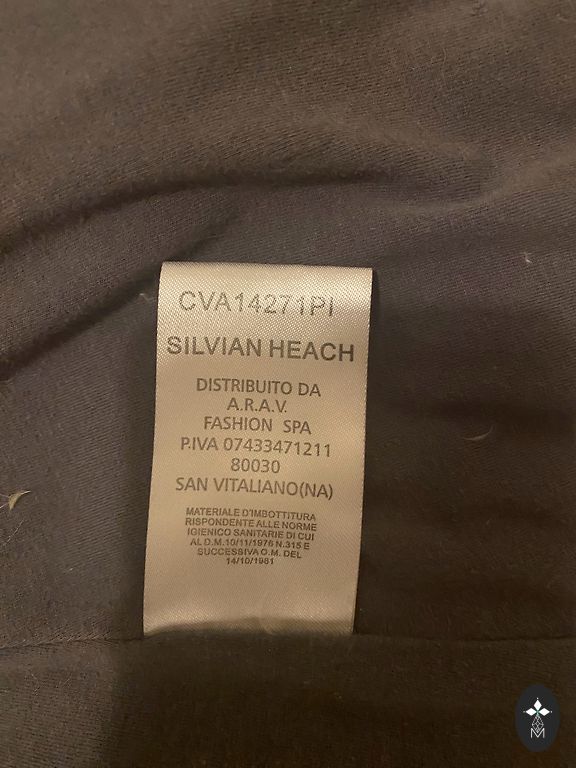 CVA14271PI
SILVIAN HEACH
DISTRIBUITO DA
A.R.A.V.
FASHION SPA
P.IVA 07433471211
80030
SAN VITALIANO(NA)
MATERIALE D'IMBOTTITURA
RISPONDENTE ALLE NORME
IGIENICO SANITARIE DI CUI
AL D.M.10/11/1976 N.315 E
SUCCESSIVA O.M. DEL
14/10/1981
M